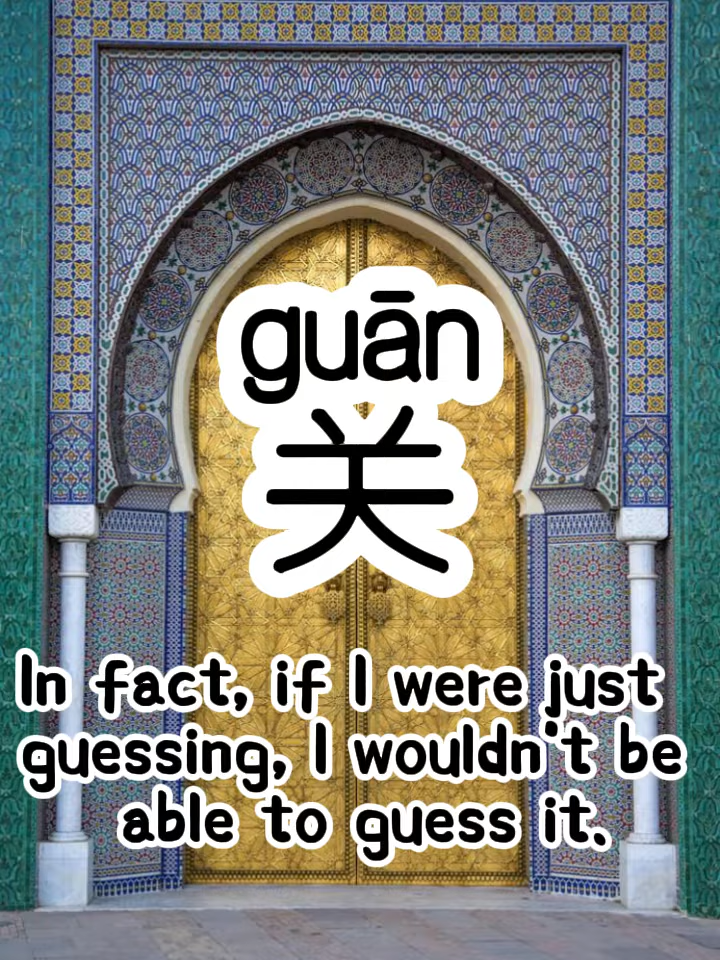 guān
关
In fact, if I were just
guessing, I wouldn't be
able to guess it.